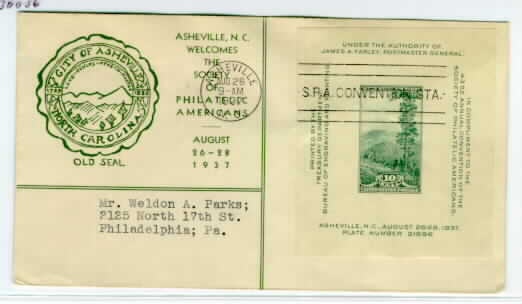 CITY OF ASHEVILLE
NORTH CAROLINA
OLD SEAL
ASHEVILLE, N.C.
WELCOMES
THE
SOCIETY
OF
PHILATELIC
AMERICANS
AUGUST
26-28
1937
ASHEVILLE
AUG 26
9-AM
S.P.A. CONVENTION STA.
UNDER THE AUTHORITY OF
JAMES A. FARLEY, POSTMASTER GENERAL
PRINTED BY THE
TREASURY DEPARTMENT
BUREAU OF ENGRAVING AND PRINTING
IN COMPLIMENT TO THE
43RD ANNUAL CONVENTION OF THE
SOCIETY OF PHILATELIC AMERICANS.
10
ASHEVILLE, N.C., AUGUST 26-28, 1937.
PLATE NUMBER
Mr. Weldon A. Parks;
2125 North 17th St.
Philadelphia; Pa.